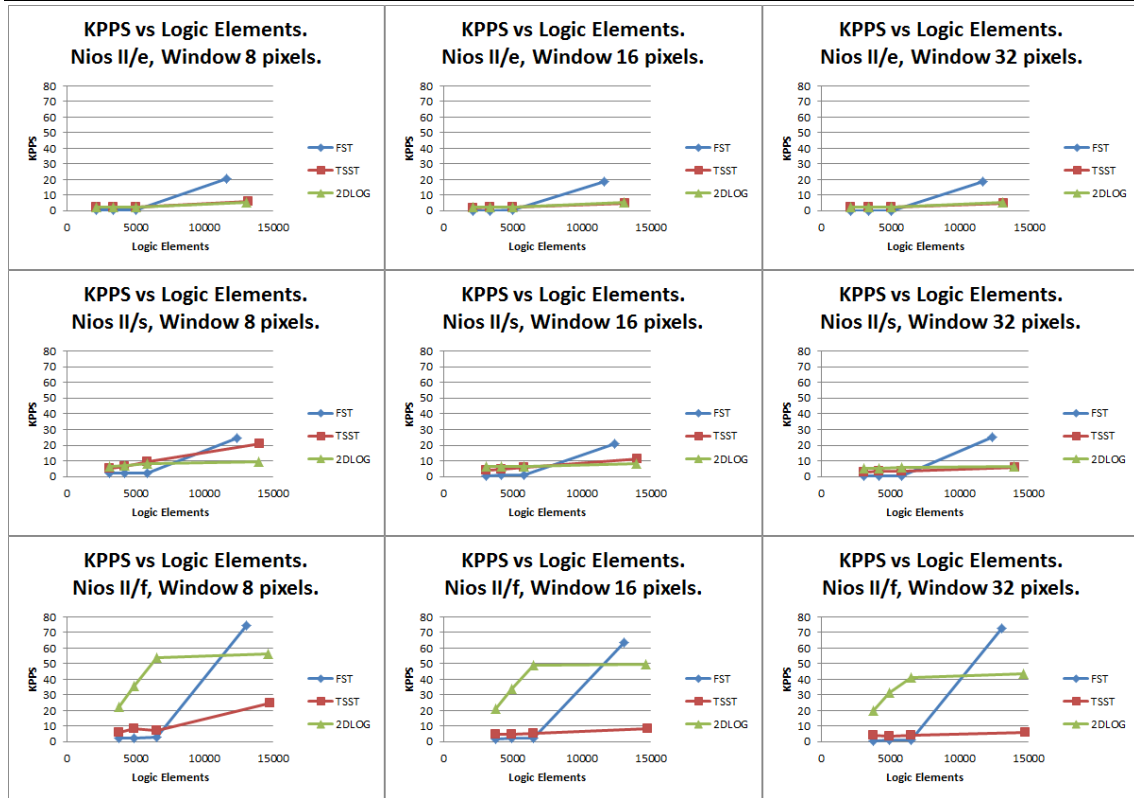 KPPS vs Logic Elements.
Nios II/e, Window 8 pixels.
80
70
60
50
40
30
20
10
0
KPPS
0 5000 10000 15000
Logic Elements
FST
TSST
2DLOG
KPPS vs Logic Elements.
Nios II/e, Window 16 pixels.
80
70
60
50
40
30
20
10
0
KPPS
0 5000 10000 15000
Logic Elements
FST
TSST
2DLOG
KPPS vs Logic Elements.
Nios II/e, Window 32 pixels.
80
70
60
50
40
30
20
10
0
KPPS
0 5000 10000 15000
Logic Elements
FST
TSST
2DLOG
KPPS vs Logic Elements.
Nios II/s, Window 8 pixels.
80
70
60
50
40
30
20
10
0
KPPS
0 5000 10000 15000
Logic Elements
FST
TSST
2DLOG
KPPS vs Logic Elements.
Nios II/s, Window 16 pixels.
80
70
60
50
40
30
20
10
0
KPPS
0 5000 10000 15000
Logic Elements
FST
TSST
2DLOG
KPPS vs Logic Elements.
Nios II/s, Window 32 pixels.
80
70
60
50
40
30
20
10
0
KPPS
0 5000 10000 15000
Logic Elements
FST
TSST
2DLOG
KPPS vs Logic Elements.
Nios II/f, Window 8 pixels.
80
70
60
50
40
30
20
10
0
KPPS
0 5000 10000 15000
Logic Elements
FST
TSST
2DLOG
KPPS vs Logic Elements.
Nios II/f, Window 16 pixels.
80
70
60
50
40
30
20
10
0
KPPS
0 5000 10000 15000
Logic Elements
FST
TSST
2DLOG
KPPS vs Logic Elements.
Nios II/f, Window 32 pixels.
80
70
60
50
40
30
20
10
0
KPPS
0 5000 10000 15000
Logic Elements
FST
TSST
2DLOG